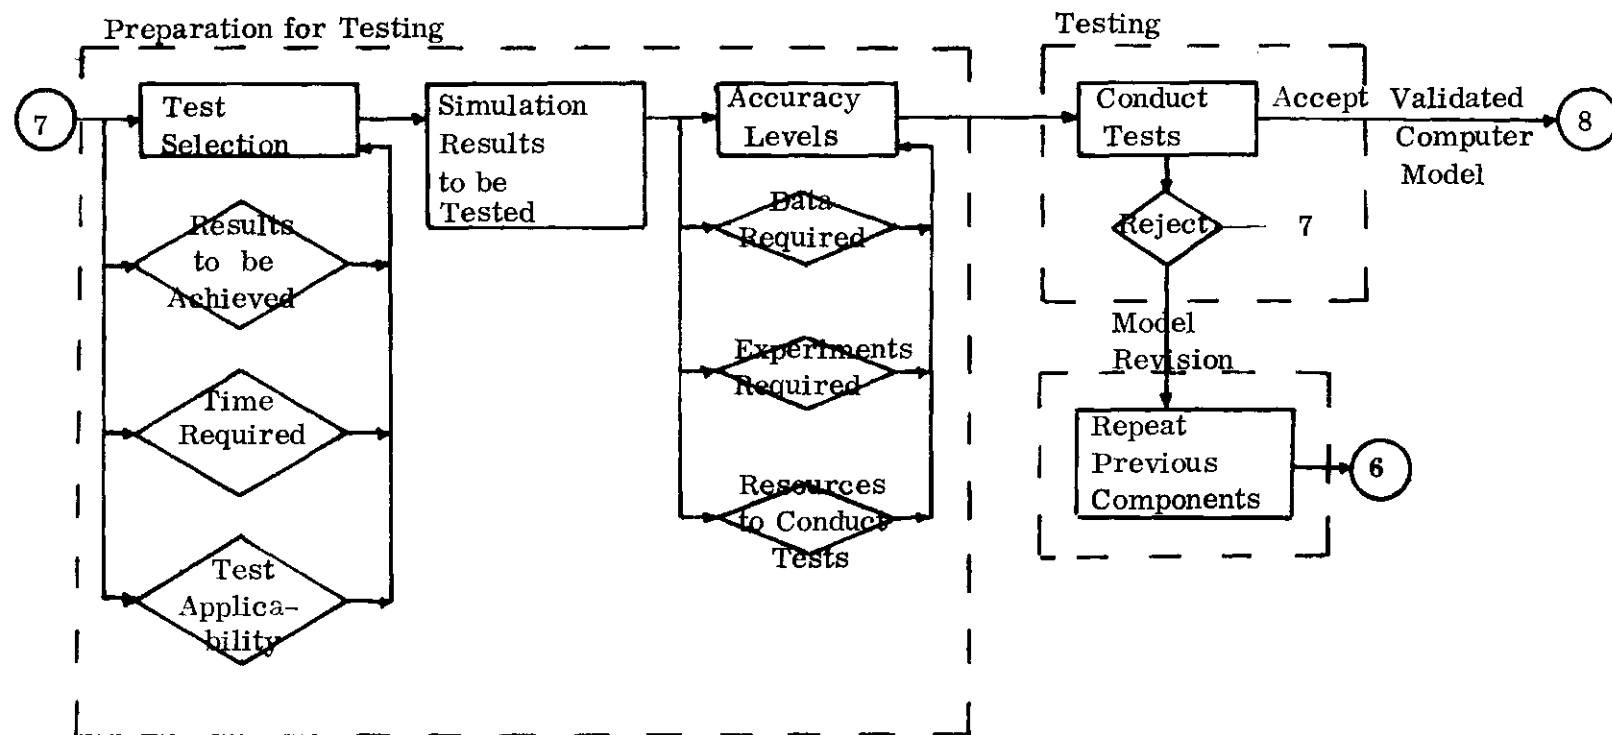 Preparation for Testing
Testing
7
Test
Selection
Simulation
Results
to be
Tested
Accuracy
Levels
Conduct
Tests
Accept
Validated
Computer
Model
8
Results
to be
Achieved
Time
Required
Test
Applica-
bility
Data
Required
Experiments
Required
Resources
to Conduct
Tests
Reject
7
Model
Revision
Repeat
Previous
Components
6